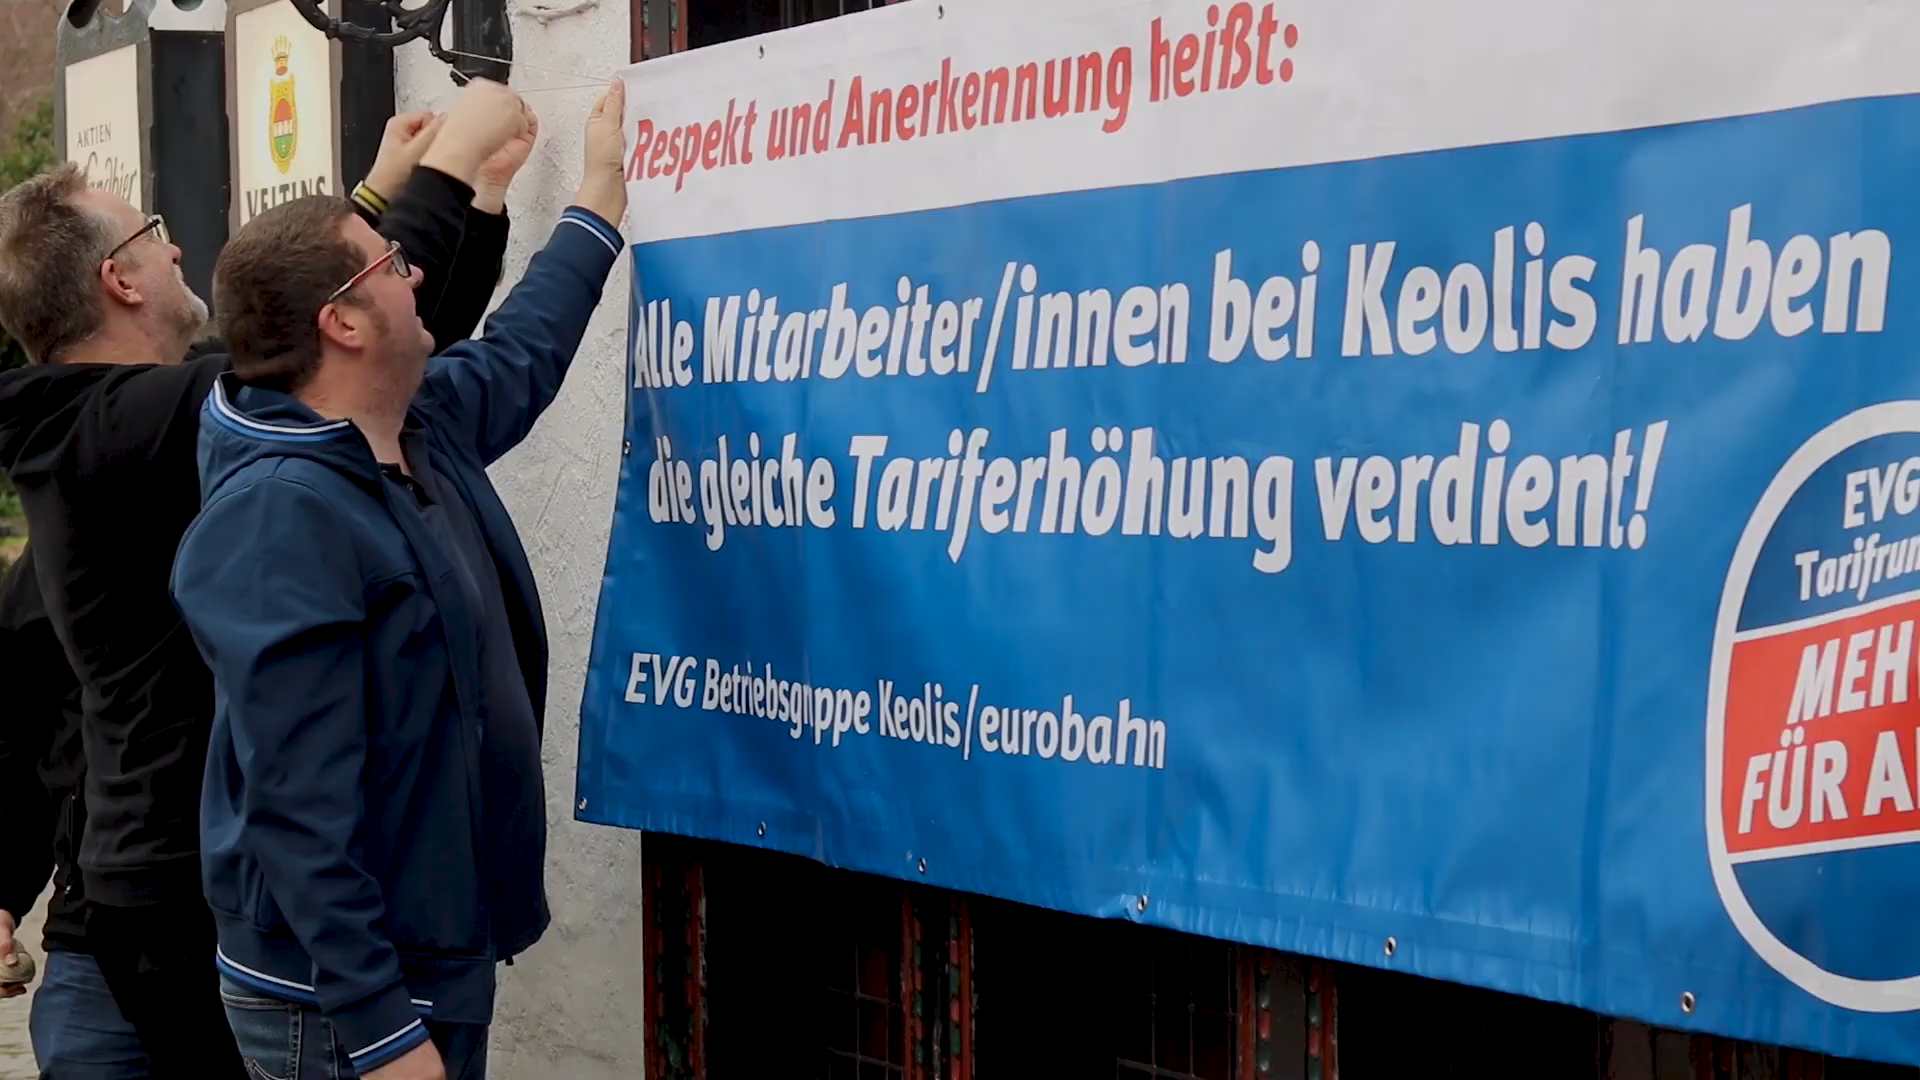 Respekt und Anerkennung heißt:
Alle Mitarbeiter/innen bei Keolis haben
die gleiche Tariferhöhung verdient!
EVG Betriebsgruppe Keolis/eurobahn
EVG
MEH
FÜR
AKTIEN
Landbier
VELTINS